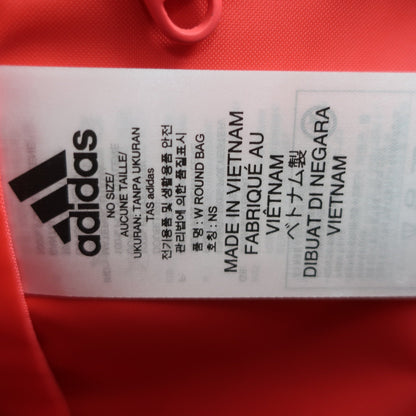 adidas
NO SIZE/
AUCUNE TAILLE/
UKURAN: TANPA UKURAN
TAS adidas
전기용품 및 생활용품 안전
관리법에 의한 품질표시
품 명 : W ROUND BAG
호칭 : NS
MADE IN VIETNAM
FABRIQUÉ AU
VIÊTNAM
ベトナム製
DIBUAT DI NEGARA
VIETNAM